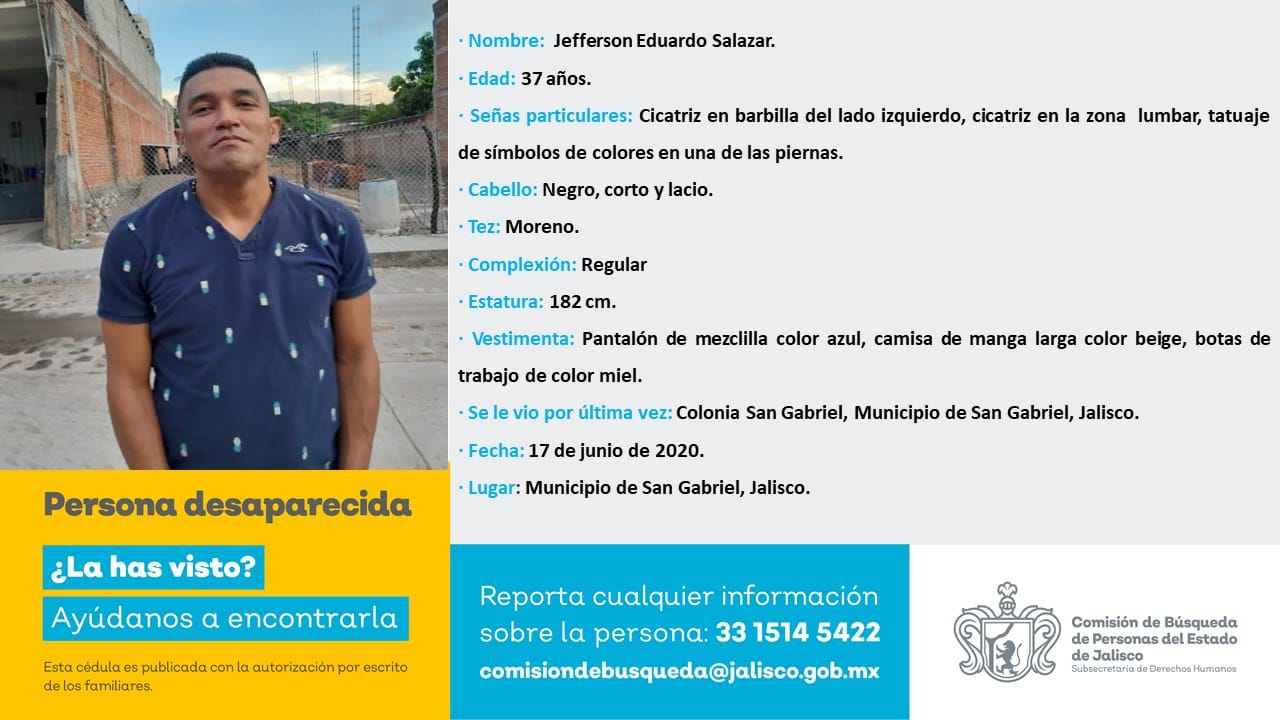 · Nombre: Jefferson Eduardo Salazar.
· Edad: 37 años.
· Señas particulares: Cicatriz en barbilla del lado izquierdo, cicatriz en la zona lumbar, tatuaje
de símbolos de colores en una de las piernas.
· Cabello: Negro, corto y lacio.
· Tez: Moreno.
· Complexión: Regular
· Estatura: 182 cm.
· Vestimenta: Pantalón de mezclilla color azul, camisa de manga larga color beige, botas de
trabajo de color miel.
· Se le vio por última vez: Colonia San Gabriel, Municipio de San Gabriel, Jalisco.
· Fecha: 17 de junio de 2020.
· Lugar: Municipio de San Gabriel, Jalisco.
Persona desaparecida
¿La has visto?
Ayúdanos a encontrarla
Esta cédula es publicada con la autorización por escrito
de los familiares.
Reporta cualquier información
sobre la persona: 33 1514 5422
comisiondebusqueda@jalisco.gob.mx
Comisión de Búsqueda
de Personas del Estado
de Jalisco
Subsecretaría de Derechos Humanos